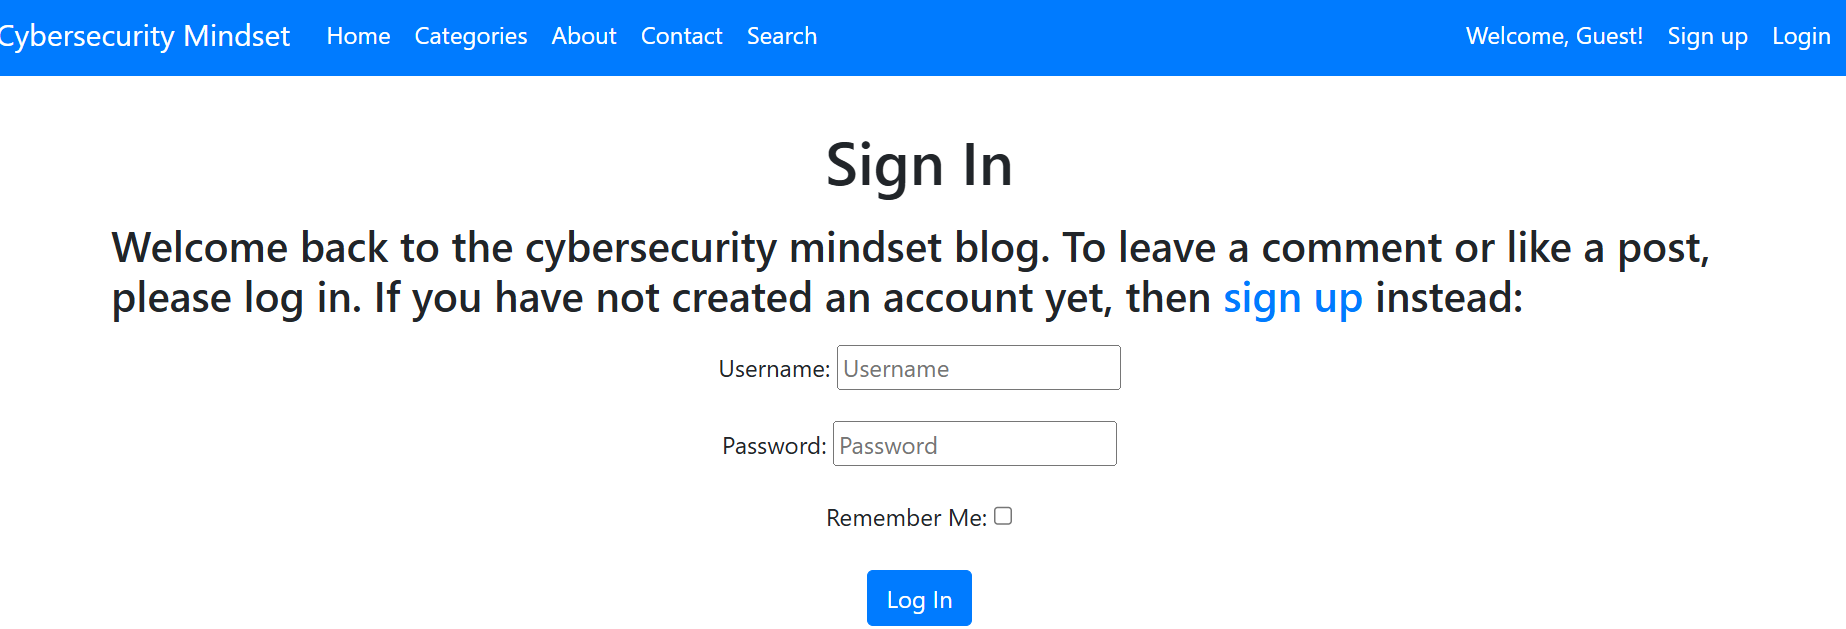 Cybersecurity Mindset Home Categories About Contact Search Welcome, Guest! Sign up Login
Sign In
Welcome back to the cybersecurity mindset blog. To leave a comment or like a post,
please log in. If you have not created an account yet, then sign up instead:
Username: Username
Password: Password
Remember Me:
Log In